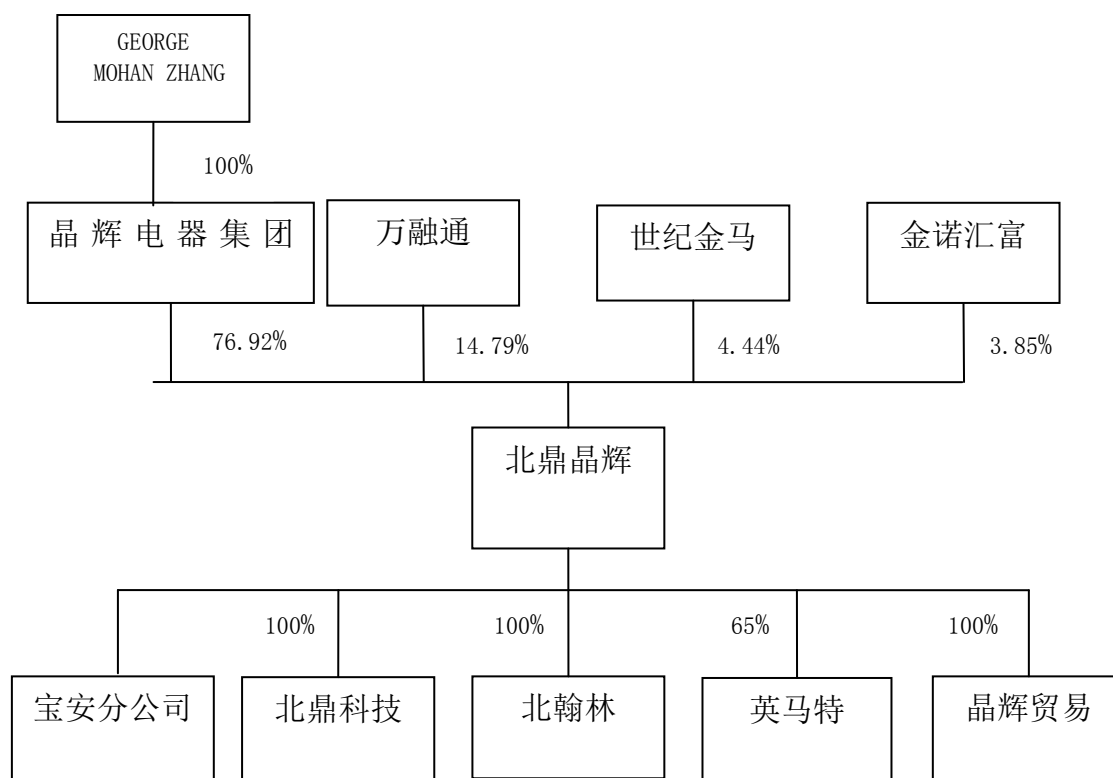 GEORGE
MOHAN ZHANG
100%
晶辉电器集团
万融通
世纪金马
金诺汇富
76.92%
14.79%
4.44%
3.85%
北鼎晶辉
100%
100%
65%
100%
宝安分公司
北鼎科技
北翰林
英马特
晶辉贸易